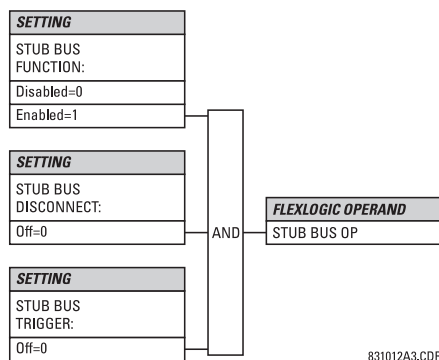 SETTING
STUB BUS
FUNCTION:
Disabled=0
Enabled=1
SETTING
STUB BUS
DISCONNECT:
Off=0
SETTING
STUB BUS
TRIGGER:
Off=0
AND
FLEXLOGIC OPERAND
STUB BUS OP
831012A3.CDR